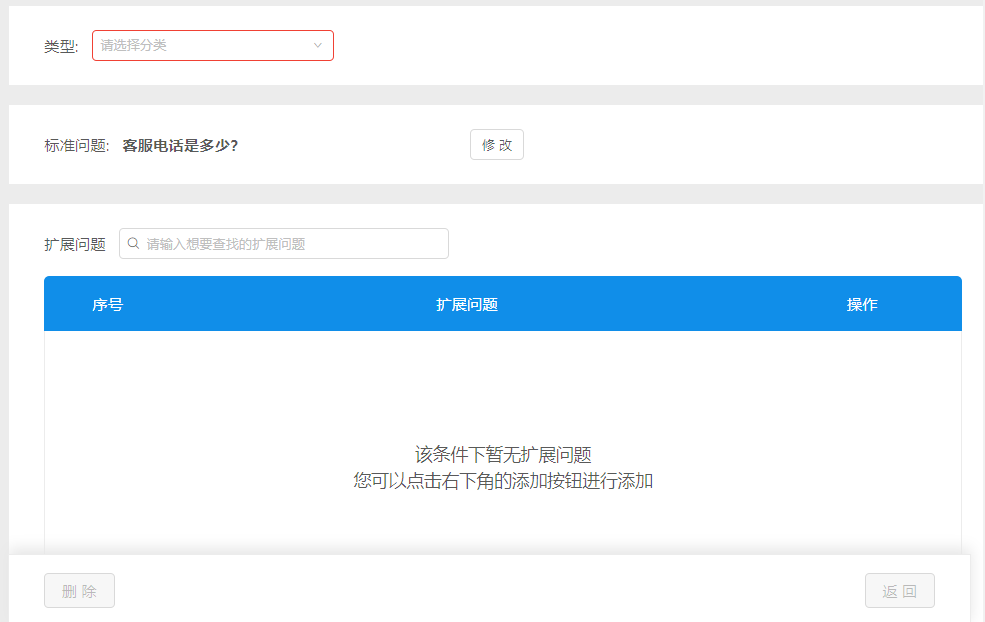 类型: 请选择分类
标准问题: 客服电话是多少? 修 改
扩展问题 请输入想要查找的扩展问题
序号 扩展问题 操作
该条件下暂无扩展问题
您可以点击右下角的添加按钮进行添加
删 除 返 回